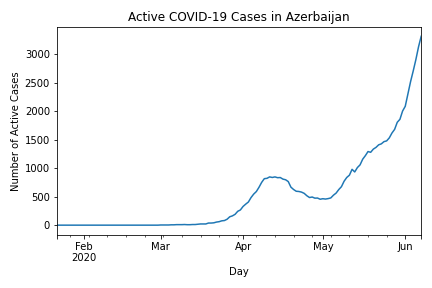 Active COVID-19 Cases in Azerbaijan
Number of Active Cases
3000
2500
2000
1500
1000
500
0
Feb Mar Apr May Jun
2020
Day